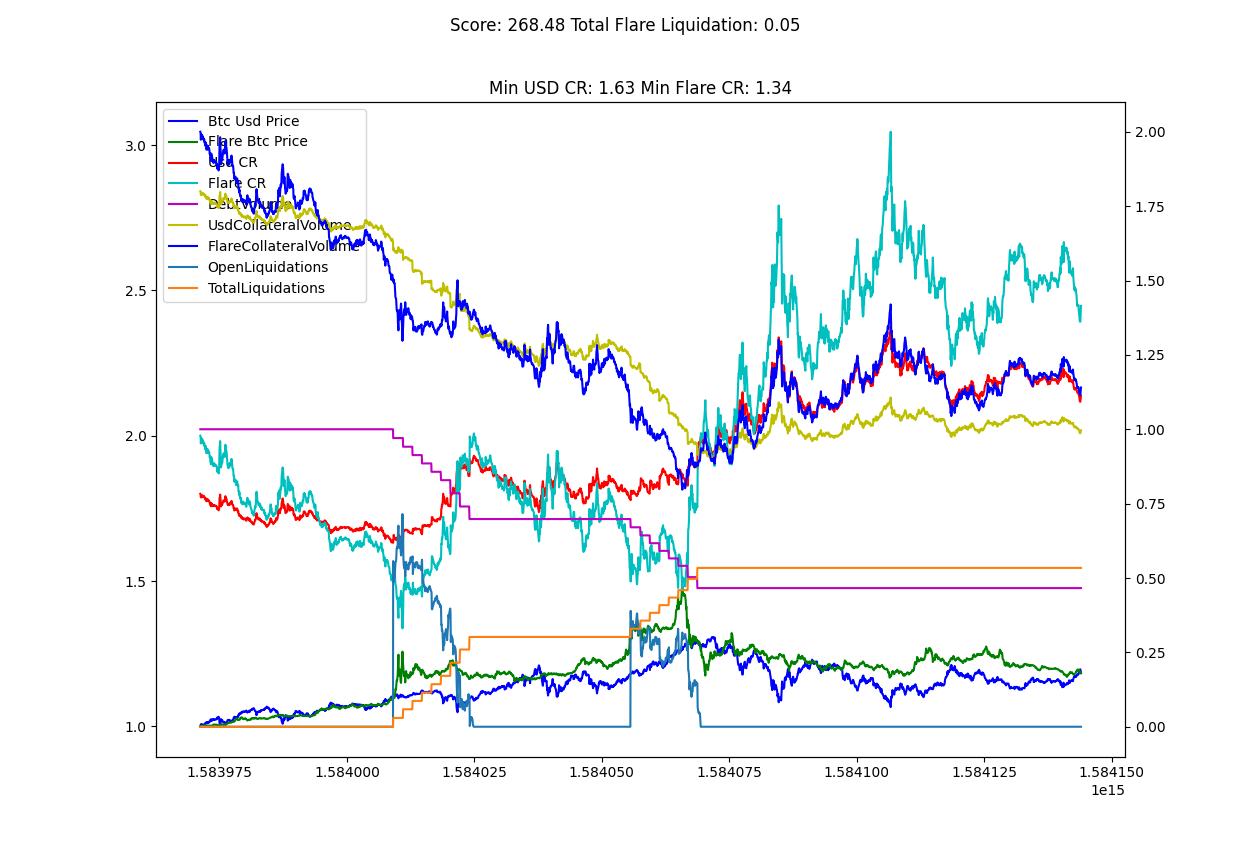 Score: 268.48 Total Flare Liquidation: 0.05
Min USD CR: 1.63 Min Flare CR: 1.34
Btc Usd Price
Flare Btc Price
Usd CR
Flare CR
DebtVolume
UsdCollateralVolume
FlareCollateralVolume
OpenLiquidations
TotalLiquidations
3.0
2.5
2.0
1.5
1.0
2.00
1.75
1.50
1.25
1.00
0.75
0.50
0.25
0.00
1.583975
1.584000
1.584025
1.584050
1.584075
1.584100
1.584125
1.584150
1e15